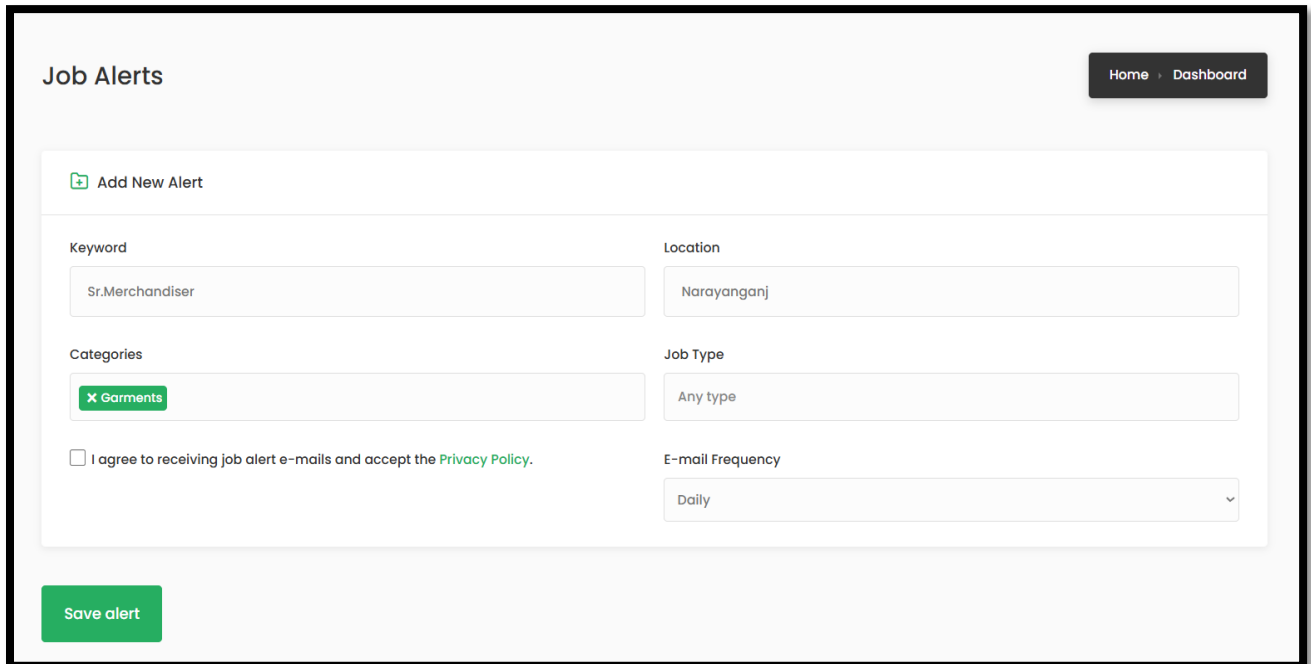 Job Alerts
Home › Dashboard
Add New Alert
Keyword
Location
Sr.Merchandiser
Narayanganj
Categories
Job Type
× Garments
Any type
I agree to receiving job alert e-mails and accept the Privacy Policy.
E-mail Frequency
Daily
Save alert